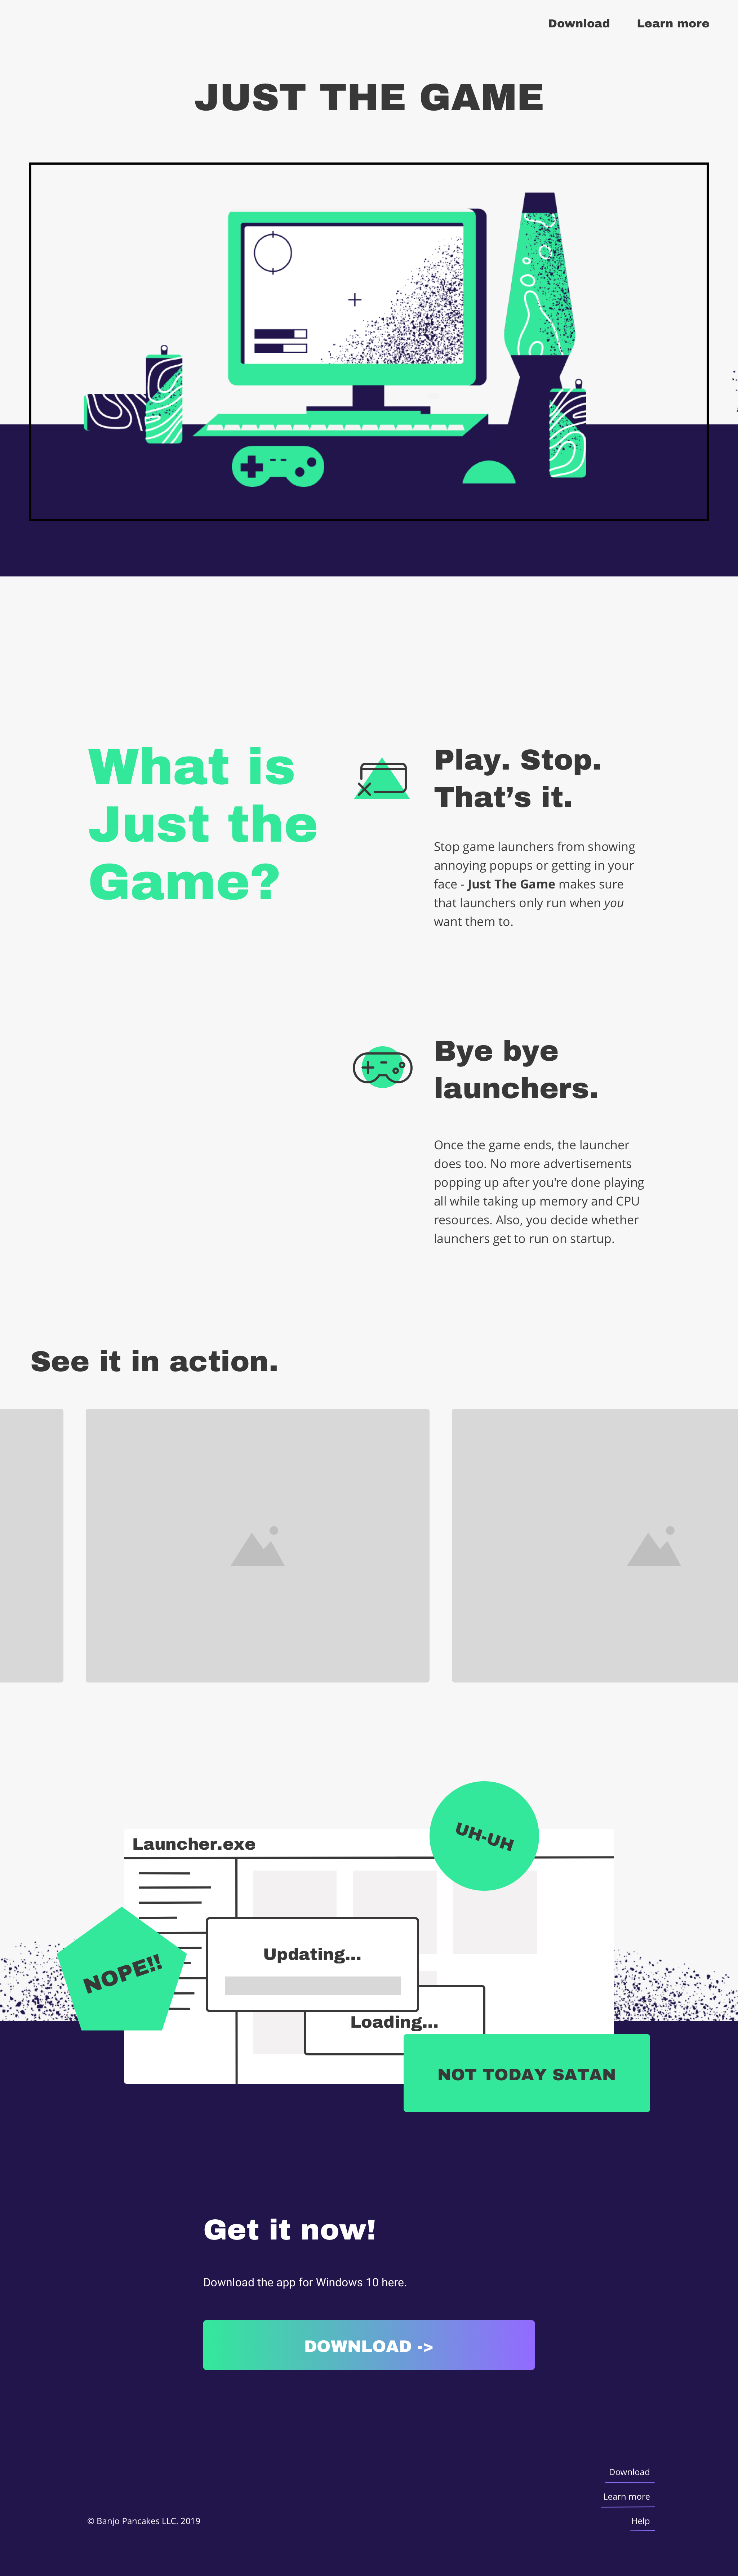 Download Learn more
JUST THE GAME
What is
Just the
Game?
Play. Stop.
That’s it.
Stop game launchers from showing
annoying popups or getting in your
face - Just The Game makes sure
that launchers only run when you
want them to.
Bye bye
launchers.
Once the game ends, the launcher
does too. No more advertisements
popping up after you're done playing
all while taking up memory and CPU
resources. Also, you decide whether
launchers get to run on startup.
See it in action.
UH-UH
Launcher.exe
NOPE!!
Updating...
Loading...
NOT TODAY SATAN
Get it now!
Download the app for Windows 10 here.
DOWNLOAD ->
Download
Learn more
Help
© Banjo Pancakes LLC. 2019